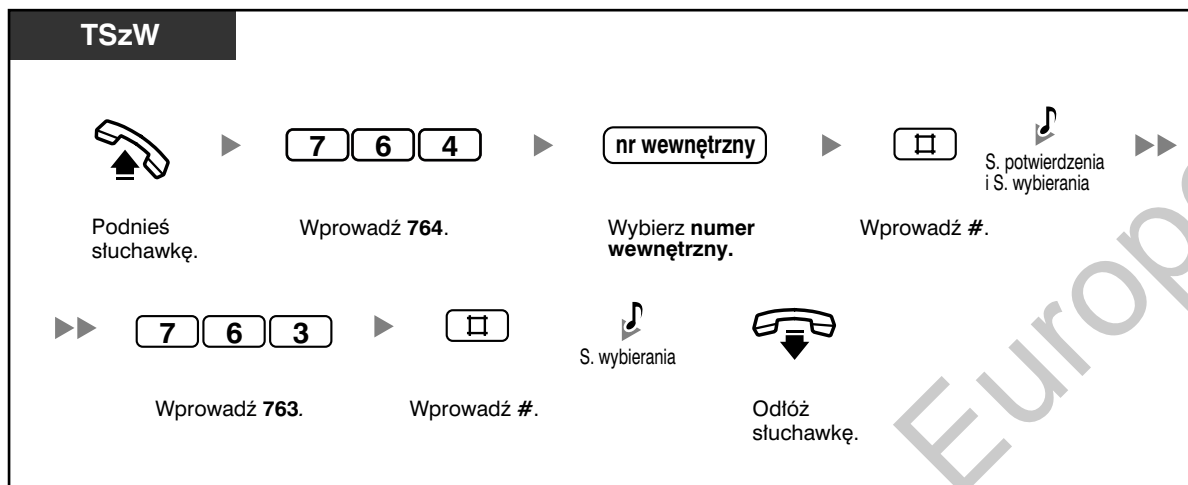 TSzW
7 6 4
nr wewnętrzny
S. potwierdzenia
i S. wybierania
Podnieś
słuchawkę.
Wprowadź 764.
Wybierz numer
wewnętrzny.
Wprowadź #.
7 6 3
S. wybierania
Wprowadź 763.
Wprowadź #.
Odłóż
słuchawkę.